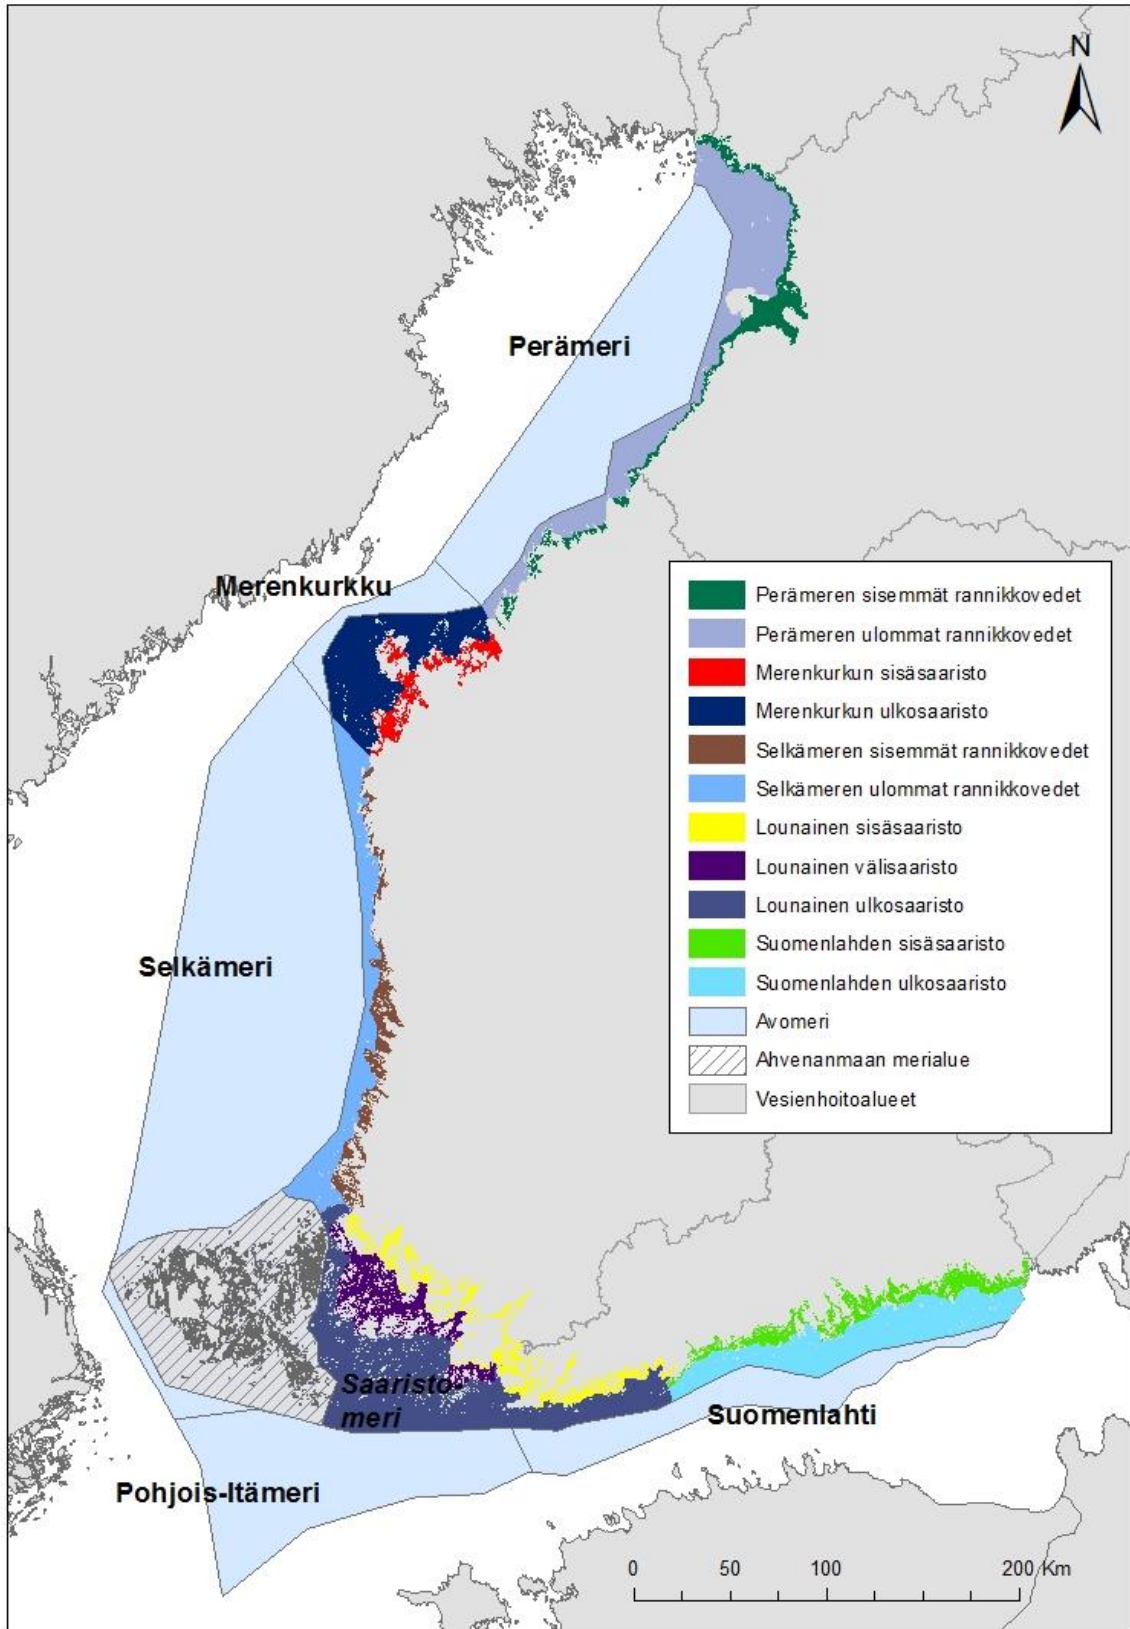 N
Perämeri
Merenkurkku
Perämeren sisemmät rannikkovedet
Perämeren ulommat rannikkovedet
Merenkurkun sisäsaaristo
Merenkurkun ulkosaaristo
Selkämeren sisemmät rannikkovedet
Selkämeren ulommat rannikkovedet
Lounainen sisäsaaristo
Lounainen välisaaristo
Lounainen ulkosaaristo
Suomenlahden sisäsaaristo
Suomenlahden ulkosaaristo
Avomeri
Ahvenanmaan merialue
Vesienhoitoalueet
Selkämeri
Saaristo-
meri
Suomenlahti
Pohjois-Itämeri
0 50 100 200 Km